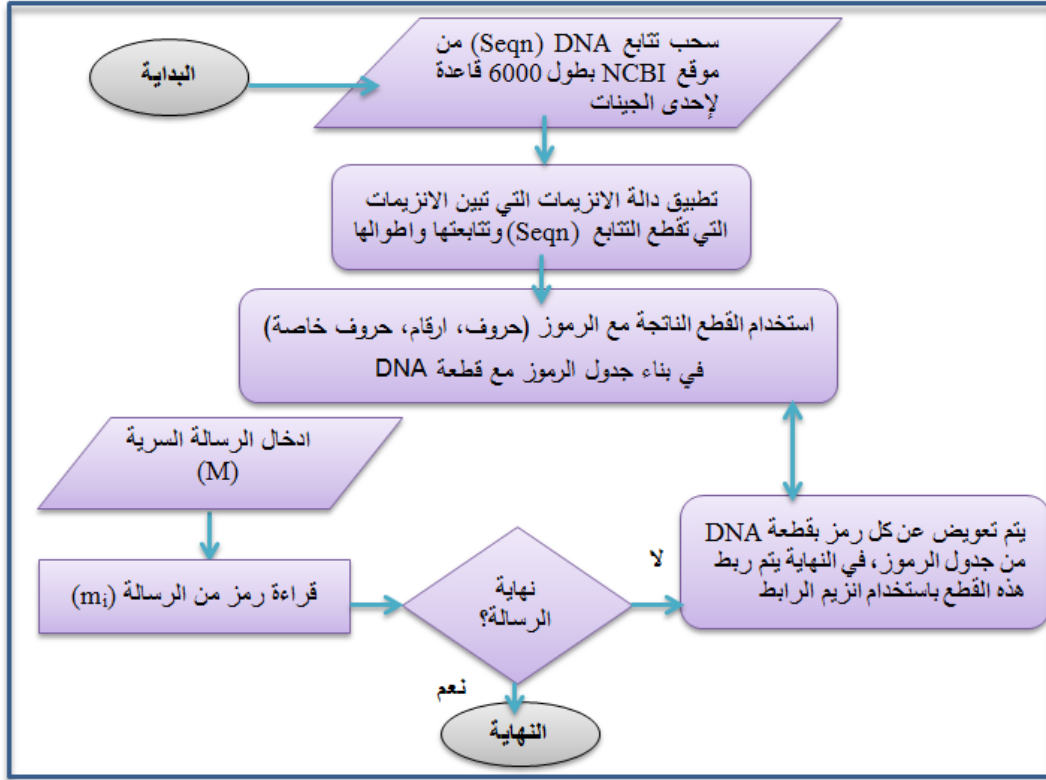 البداية
سحب تتابع DNA (Seqn) من
موقع NCBI بطول 6000 قاعدة
لإحدى الجينات
تطبيق دالة الانزيمات التي تبين الانزيمات
التي تقطع التتابع (Seqn) وتتابعتها واطوالها
استخدام القطع الناتجة مع الرموز (حروف، ارقام، حروف خاصة)
في بناء جدول الرموز مع قطعة DNA
ادخال الرسالة السرية
(M)
قراءة رمز من الرسالة (mi)
نهاية
الرسالة؟
لا
يتم تعويض عن كل رمز بقطعة DNA
من جدول الرموز، في النهاية يتم ربط
هذه القطع باستخدام انزيم الرابط
نعم
النهاية